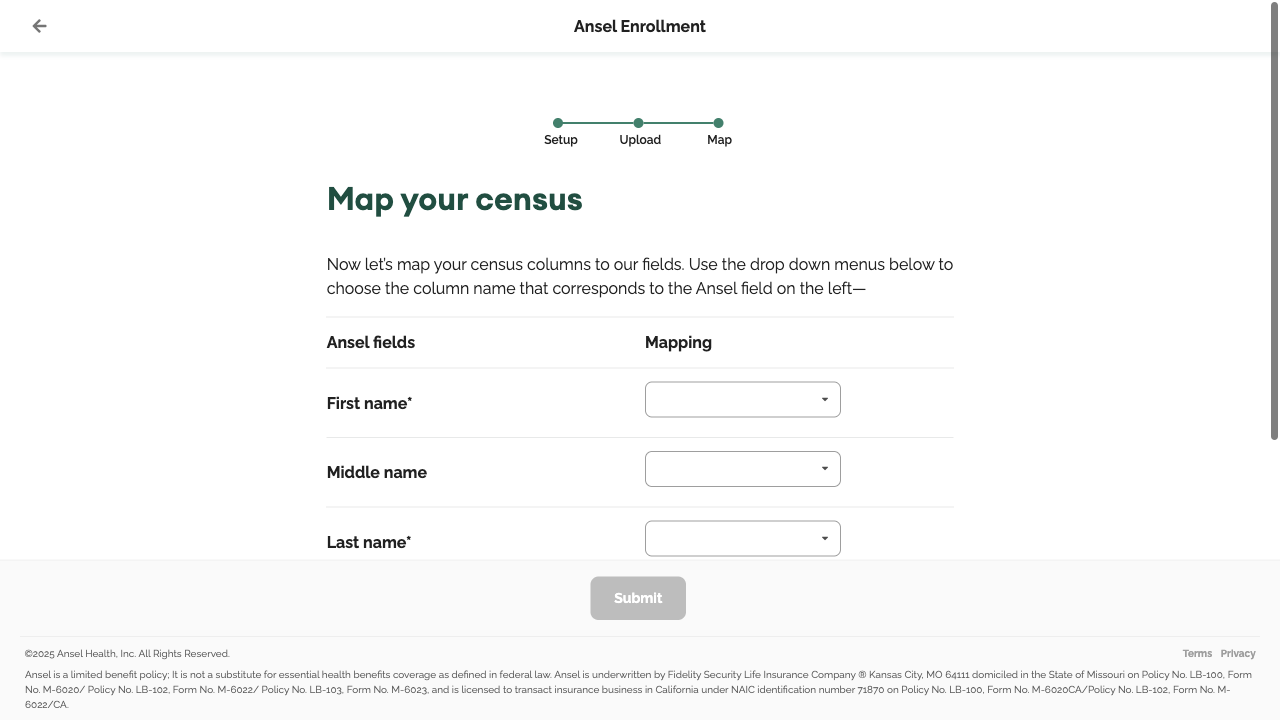 Ansel Enrollment
Setup Upload Map
Map your census
Now let's map your census columns to our fields. Use the drop down menus below to
choose the column name that corresponds to the Ansel field on the left—
Ansel fields Mapping
First name*
Middle name
Last name*
Submit
©2025 Ansel Health, Inc. All Rights Reserved. Terms Privacy
Ansel is a limited benefit policy; It is not a substitute for essential health benefits coverage as defined in federal law. Ansel is underwritten by Fidelity Security Life Insurance Company ® Kansas City, MO 64111 domiciled in the State of Missouri on Policy No. LB-100, Form
No. M-6020/ Policy No. LB-102, Form No. M-6022/ Policy No. LB-103, Form No. M-6023, and is licensed to transact insurance business in California under NAIC identification number 71870 on Policy No. LB-100, Form No. M-6020CA/Policy No. LB-102, Form No. M-
6022/CA.